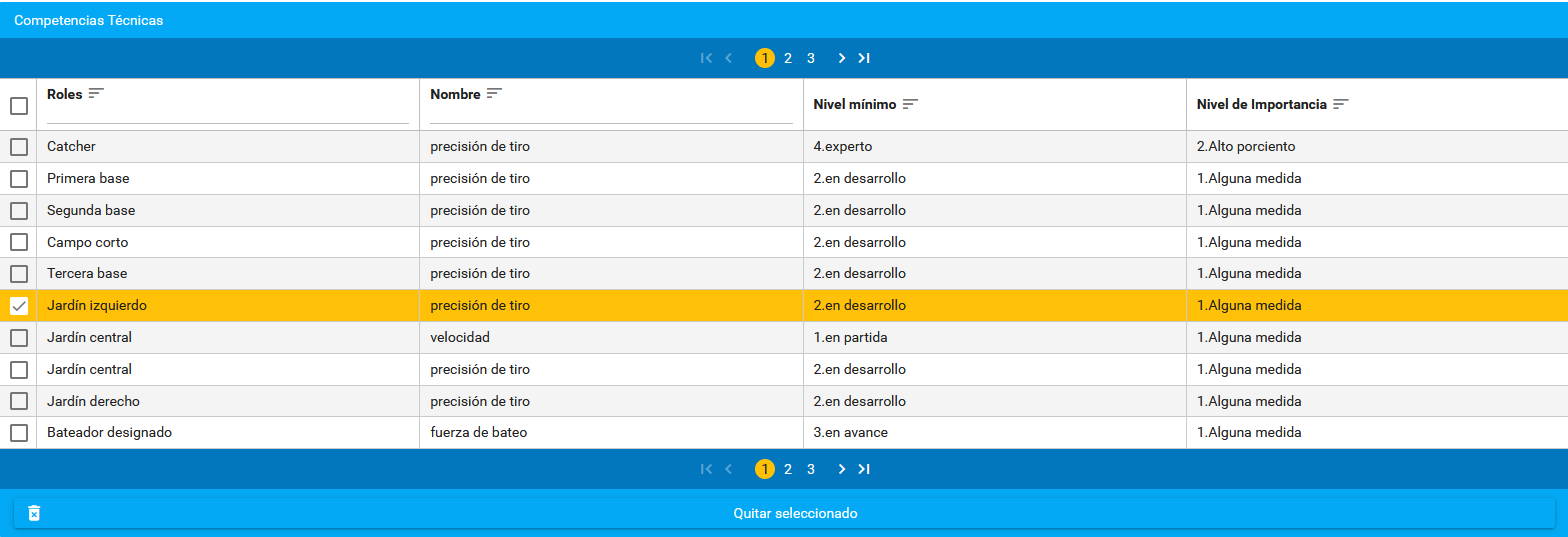 Competencias Técnicas
1 2 3
Roles Nombre Nivel mínimo Nivel de Importancia
Catcher precisión de tiro 4.experto 2.Alto porciento
Primera base precisión de tiro 2.en desarrollo 1.Alguna medida
Segunda base precisión de tiro 2.en desarrollo 1.Alguna medida
Campo corto precisión de tiro 2.en desarrollo 1.Alguna medida
Tercera base precisión de tiro 2.en desarrollo 1.Alguna medida
Jardín izquierdo precisión de tiro 2.en desarrollo 1.Alguna medida
Jardín central velocidad 1.en partida 1.Alguna medida
Jardín central precisión de tiro 2.en desarrollo 1.Alguna medida
Jardín derecho precisión de tiro 2.en desarrollo 1.Alguna medida
Bateador designado fuerza de bateo 3.en avance 1.Alguna medida
1 2 3
Quitar seleccionado